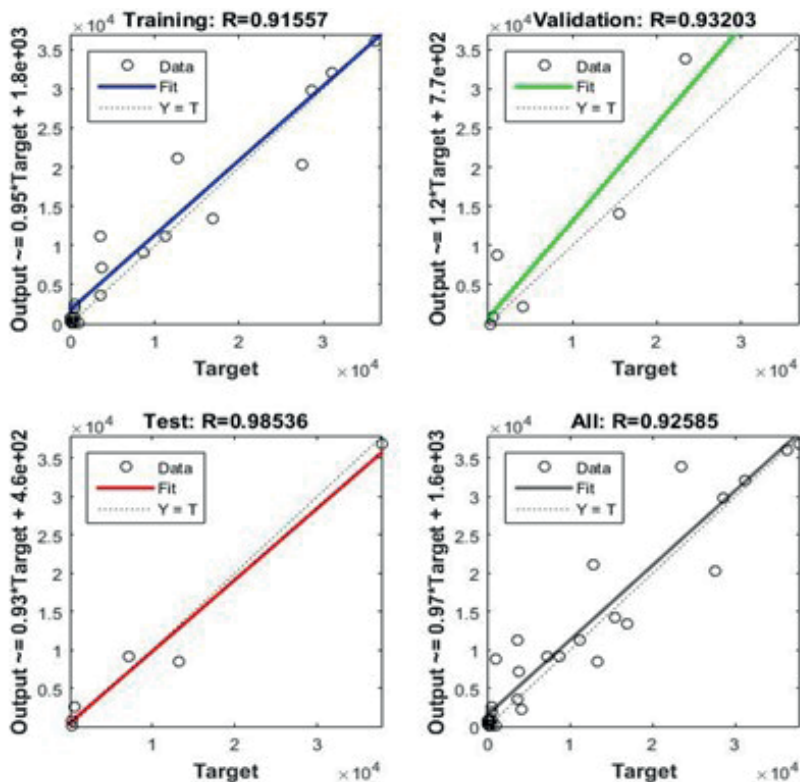 Training: R=0.91557
×10⁴
Output ~= 0.95*Target + 1.8e+03
3.5
3
2.5
2
1.5
1
0.5
0
Data
Fit
Y = T
0 1 2 3
Target
×10⁴
Validation: R=0.93203
×10⁴
Output ~= 1.2*Target + 7.7e+02
3.5
3
2.5
2
1.5
1
0.5
Data
Fit
Y = T
1 2 3
Target
×10⁴
Test: R=0.98536
×10⁴
Output ~= 0.93*Target + 4.6e+02
3.5
3
2.5
2
1.5
1
0.5
Data
Fit
Y = T
1 2 3
Target
×10⁴
All: R=0.92585
×10⁴
Output ~= 0.97*Target + 1.6e+03
3.5
3
2.5
2
1.5
1
0.5
0
Data
Fit
Y = T
0 1 2 3
Target
×10⁴